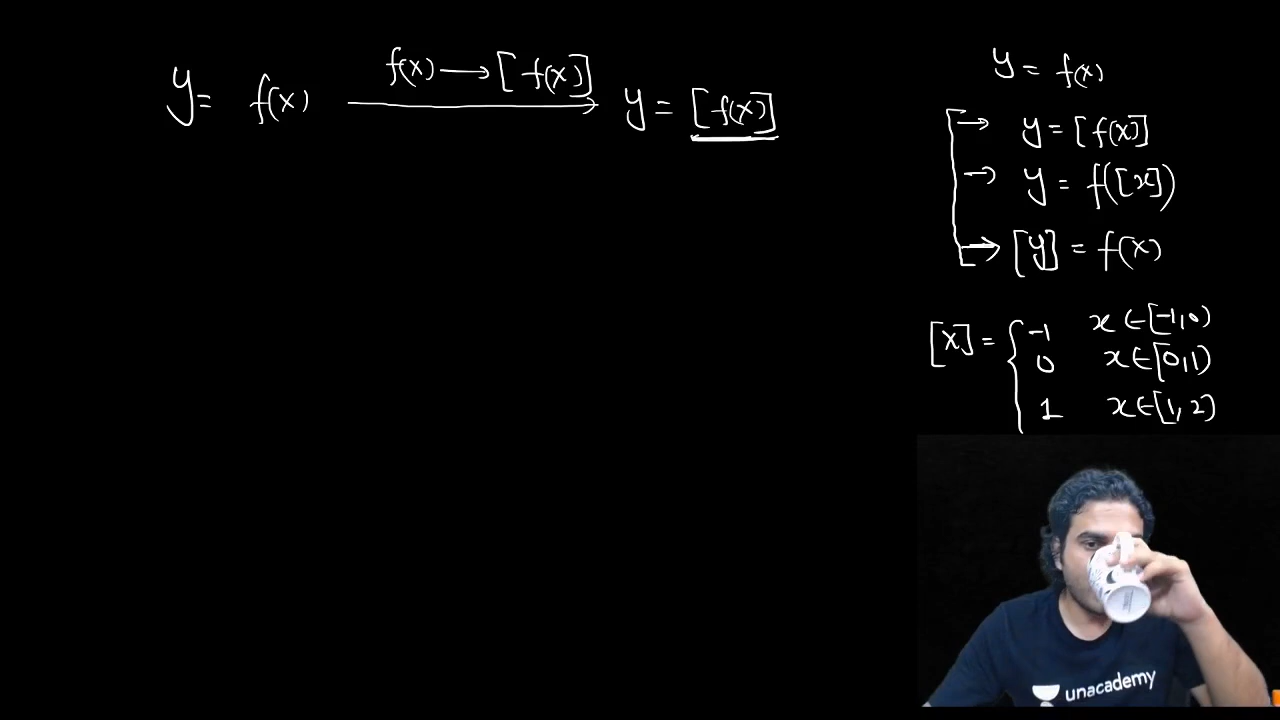 f(x) → [f(x)]
y = f(x) → y = [f(x)]
y = f(x)
→ y = [f(x)]
→ y = f([x])
→ [y] = f(x)
[x] = { -1 x∈[-1,0)
0 x∈[0,1)
1 x∈[1,2)
unacademy